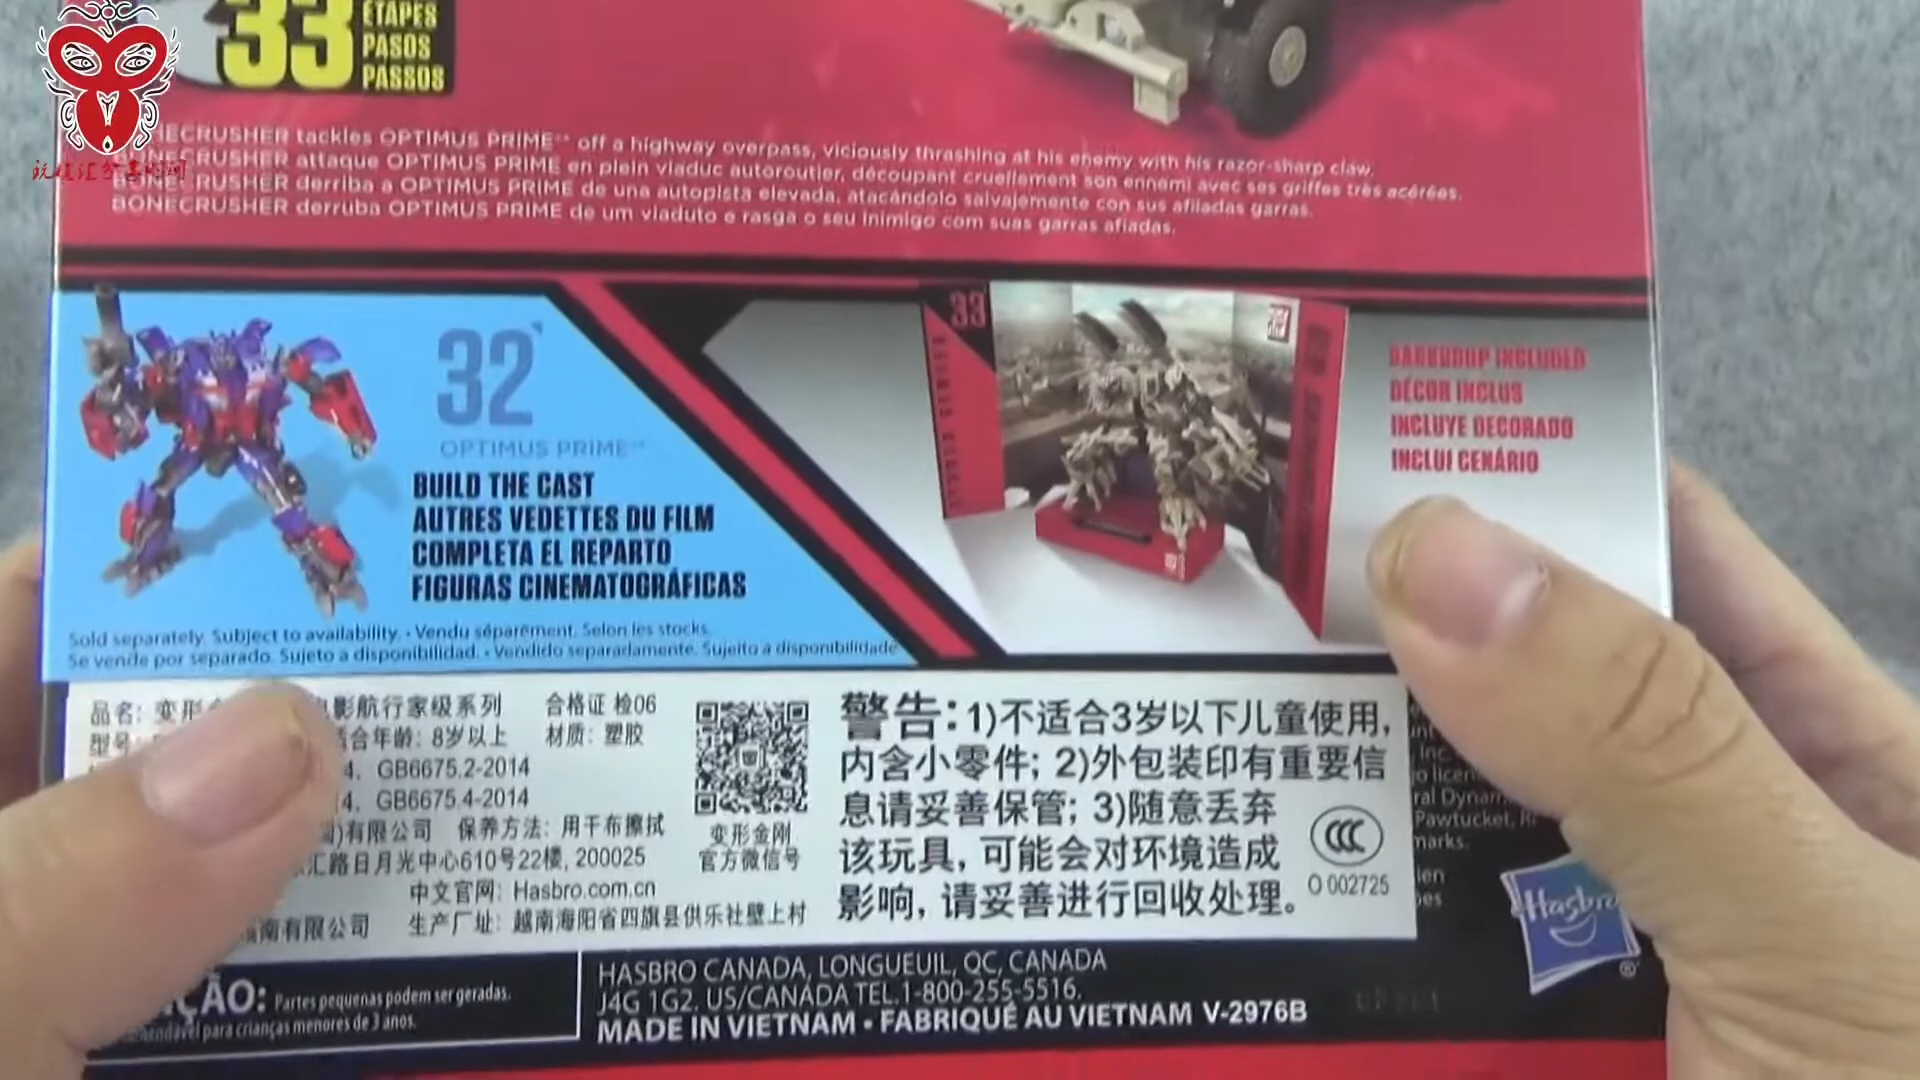 33
ÉTAPES
PASOS
PASSOS
tackles OPTIMUS PRIME off a highway overpass, viciously thrashing at his enemy with his razor-sharp claw.
attaque OPTIMUS PRIME en plein viaduc autoroutier, découpant cruellement son ennemi avec ses griffes très acérées.
BONECRUSHER derriba a OPTIMUS PRIME de una autopista elevada, atacándolo salvajemente con sus afiladas garras.
BONECRUSHER derruba OPTIMUS PRIME de um viaduto e rasga o seu inimigo com suas garras afiadas.
32
OPTIMUS PRIME
BUILD THE CAST
AUTRES VEDETTES DU FILM
COMPLETA EL REPARTO
FIGURAS CINEMATOGRÁFICAS
Sold separately. Subject to availability. • Vendu séparément. Selon les stocks.
Se vende por separado. Sujeto a disponibilidad. • Vendido separadamente. Sujeito a disponibilidade
33
BACKDROP INCLUDED
DÉCOR INCLUS
INCLUYE DECORADO
INCLUI CENÁRIO
品名: 变形 电影航行家级系列 合格证 检06
型号: 适合年龄: 8岁以上 材质: 塑胶
4, GB6675.2-2014
4, GB6675.4-2014
有限公司 保养方法: 用干布擦拭
汇路日月光中心610号22楼, 200025
中文官网: Hasbro.com.cn
南有限公司 生产厂址: 越南海阳省四旗县俱乐社壁上村
变形金刚
官方微信号
警告: 1)不适合3岁以下儿童使用,
内含小零件; 2)外包装印有重要信
息请妥善保管; 3)随意丢弃
该玩具, 可能会对环境造成
影响, 请妥善进行回收处理。
CCC
O 002725
Pawtucket, RI
marks.
Hasbro
®
ÇÃO: Partes pequenas podem ser geradas.
para crianças menores de 3 anos.
HASBRO CANADA, LONGUEUIL, QC, CANADA
J4G 1G2. US/CANADA TEL.1-800-255-5516.
MADE IN VIETNAM • FABRIQUÉ AU VIETNAM V-2976B